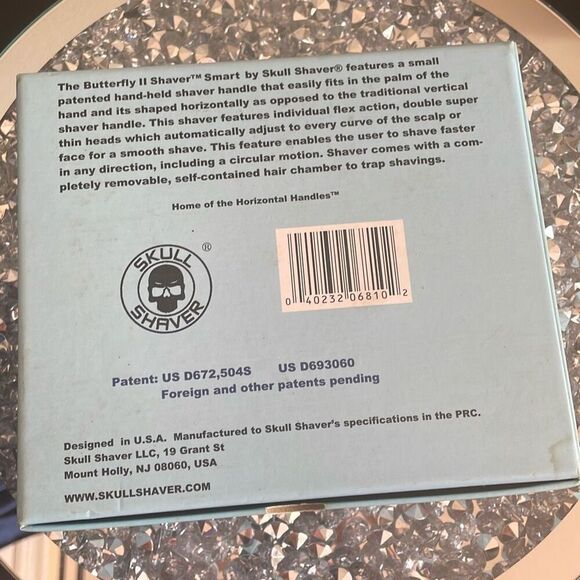 The Butterfly II Shaver™ Smart by Skull Shaver® features a small
patented hand-held shaver handle that easily fits in the palm of the
hand and its shaped horizontally as opposed to the traditional vertical
shaver handle. This shaver features individual flex action, double super
thin heads which automatically adjust to every curve of the scalp or
face for a smooth shave. This feature enables the user to shave faster
in any direction, including a circular motion. Shaver comes with a com-
pletely removable, self-contained hair chamber to trap shavings.
Home of the Horizontal Handles™
SKULL ®
SHAVER
0 40232 06810 2
Patent: US D672,504S US D693060
Foreign and other patents pending
Designed in U.S.A. Manufactured to Skull Shaver's specifications in the PRC.
Skull Shaver LLC, 19 Grant St
Mount Holly, NJ 08060, USA
WWW.SKULLSHAVER.COM